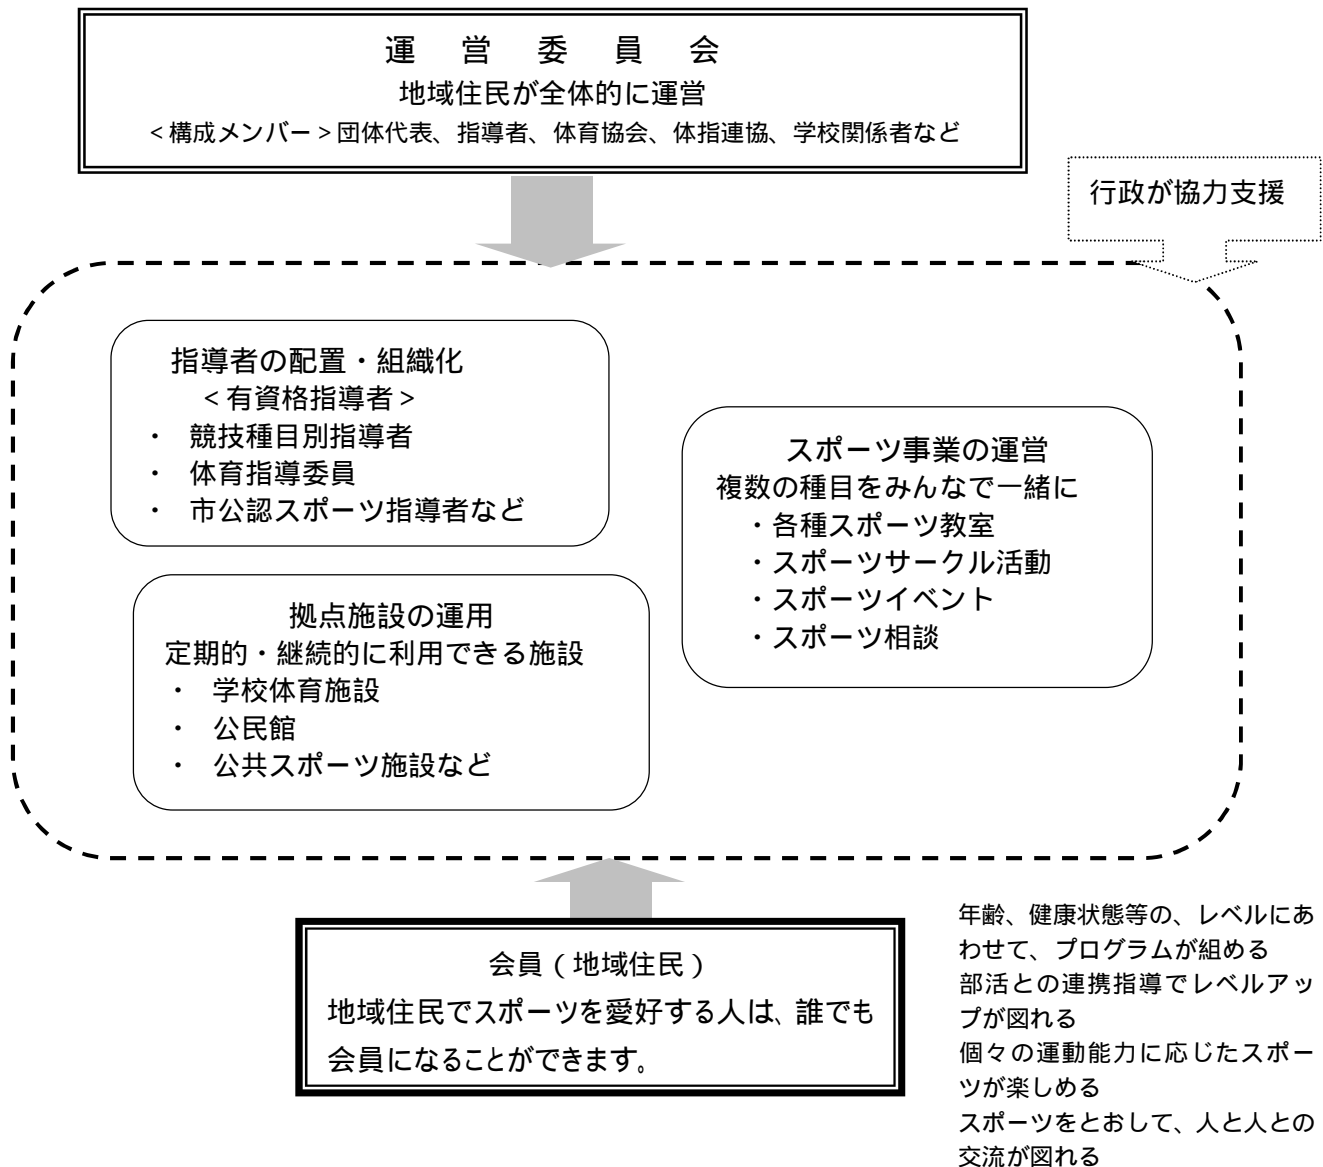 運営委員会
地域住民が全体的に運営
<構成メンバー>団体代表、指導者、体育協会、体指連協、学校関係者など
行政が協力支援
指導者の配置・組織化
<有資格指導者>
・ 競技種目別指導者
・ 体育指導委員
・ 市公認スポーツ指導者など
スポーツ事業の運営
複数の種目をみんなで一緒に
・各種スポーツ教室
・スポーツサークル活動
・スポーツイベント
・スポーツ相談
拠点施設の運用
定期的・継続的に利用できる施設
・ 学校体育施設
・ 公民館
・ 公共スポーツ施設など
会員(地域住民)
地域住民でスポーツを愛好する人は、誰でも
会員になることができます。
年齢、健康状態等の、レベルにあ
わせて、プログラムが組める
部活との連携指導でレベルアッ
プが図れる
個々の運動能力に応じたスポー
ツが楽しめる
スポーツをとおして、人と人との
交流が図れる